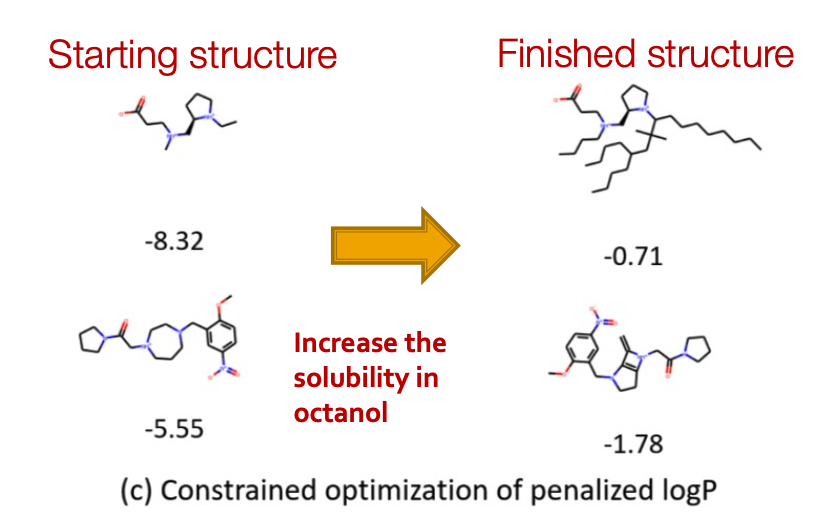 Starting structure
Finished structure
-8.32
-0.71
Increase the
solubility in
octanol
-5.55
-1.78
(c) Constrained optimization of penalized logP